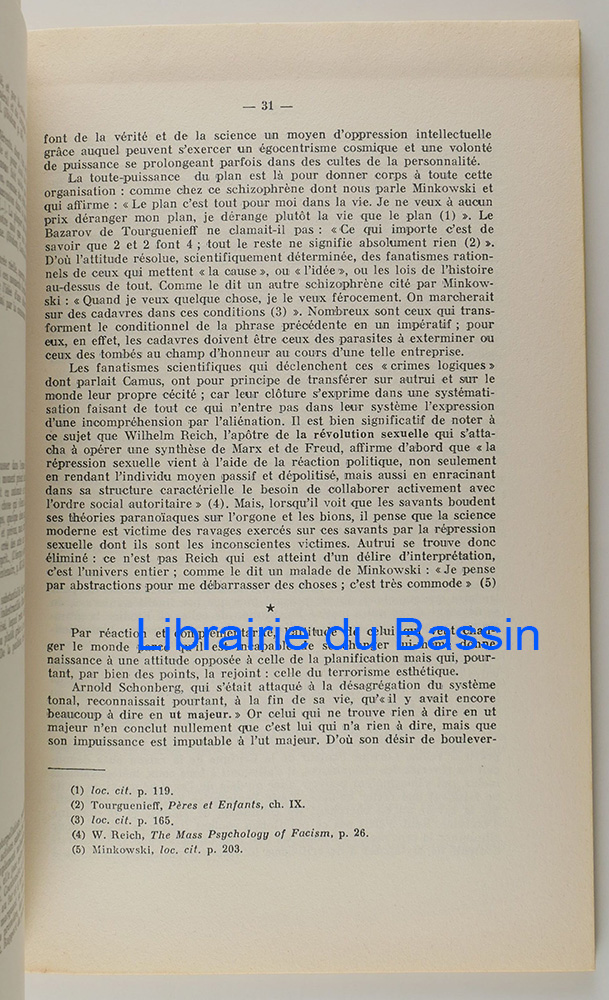 — 31 —
font de la vérité et de la science un moyen d'oppression intellectuelle
grâce auquel peuvent s'exercer un égocentrisme cosmique et une volonté
de puissance se prolongeant parfois dans des cultes de la personnalité.
La toute-puissance du plan est là pour donner corps à toute cette
organisation : comme chez ce schizophrène dont nous parle Minkowski et
qui affirme : « Le plan c'est tout pour moi dans la vie. Je ne veux à aucun
prix déranger mon plan, je dérange plutôt la vie que le plan (1) ». Le
Bazarov de Tourguenieff ne clamait-il pas : « Ce qui importe c'est de
savoir que 2 et 2 font 4 ; tout le reste ne signifie absolument rien (2) ».
D'où l'attitude résolue, scientifiquement déterminée, des fanatismes ration-
nels de ceux qui mettent « la cause », ou « l'idée », ou les lois de l'histoire
au-dessus de tout. Comme le dit un autre schizophrène cité par Minkow-
ski : « Quand je veux quelque chose, je le veux férocement. On marcherait
sur des cadavres dans ces conditions (3) ». Nombreux sont ceux qui trans-
forment le conditionnel de la phrase précédente en un impératif ; pour
eux, en effet, les cadavres doivent être ceux des parasites à exterminer ou
ceux des tombés au champ d'honneur au cours d'une telle entreprise.
Les fanatismes scientifiques qui déclenchent ces « crimes logiques »
dont parlait Camus, ont pour principe de transférer sur autrui et sur le
monde leur propre cécité ; car leur clôture s'exprime dans une systémati-
sation faisant de tout ce qui n'entre pas dans leur système l'expression
d'une incompréhension par l'aliénation. Il est bien significatif de noter à
ce sujet que Wilhelm Reich, l'apôtre de la révolution sexuelle qui s'atta-
cha à opérer une synthèse de Marx et de Freud, affirme d'abord que « la
répression sexuelle vient à l'aide de la réaction politique, non seulement
en rendant l'individu moyen passif et dépolitisé, mais aussi en enracinant
dans sa structure caractérielle le besoin de collaborer activement avec
l'ordre social autoritaire » (4). Mais, lorsqu'il voit que les savants boudent
ses théories paranoïaques sur l'orgone et les bions, il pense que la science
moderne est victime des ravages exercés sur ces savants par la répression
sexuelle dont ils sont les inconscientes victimes. Autrui se trouve donc
éliminé : ce n'est pas Reich qui est atteint d'un délire d'interprétation,
c'est l'univers entier ; comme le dit un malade de Minkowski : « Je pense
par abstractions pour me débarrasser des choses ; c'est très commode » (5)
★
Par réaction et complémentarité, l'attitude de celui qui veut chan-
Librairie du Bassin
ger le monde parce qu'il est incapable de se changer lui-même donne
naissance à une attitude opposée à celle de la planification mais qui, pour-
tant, par bien des points, la rejoint : celle du terrorisme esthétique.
Arnold Schonberg, qui s'était attaqué à la désagrégation du système
tonal, reconnaissait pourtant, à la fin de sa vie, qu'« il y avait encore
beaucoup à dire en ut majeur. » Or celui qui ne trouve rien à dire en ut
majeur n'en conclut nullement que c'est lui qui n'a rien à dire, mais que
son impuissance est imputable à l'ut majeur. D'où son désir de boulever-
(1) loc. cit. p. 119.
(2) Tourguenieff, Pères et Enfants, ch. IX.
(3) loc. cit. p. 165.
(4) W. Reich, The Mass Psychology of Facism, p. 26.
(5) Minkowski, loc. cit. p. 203.